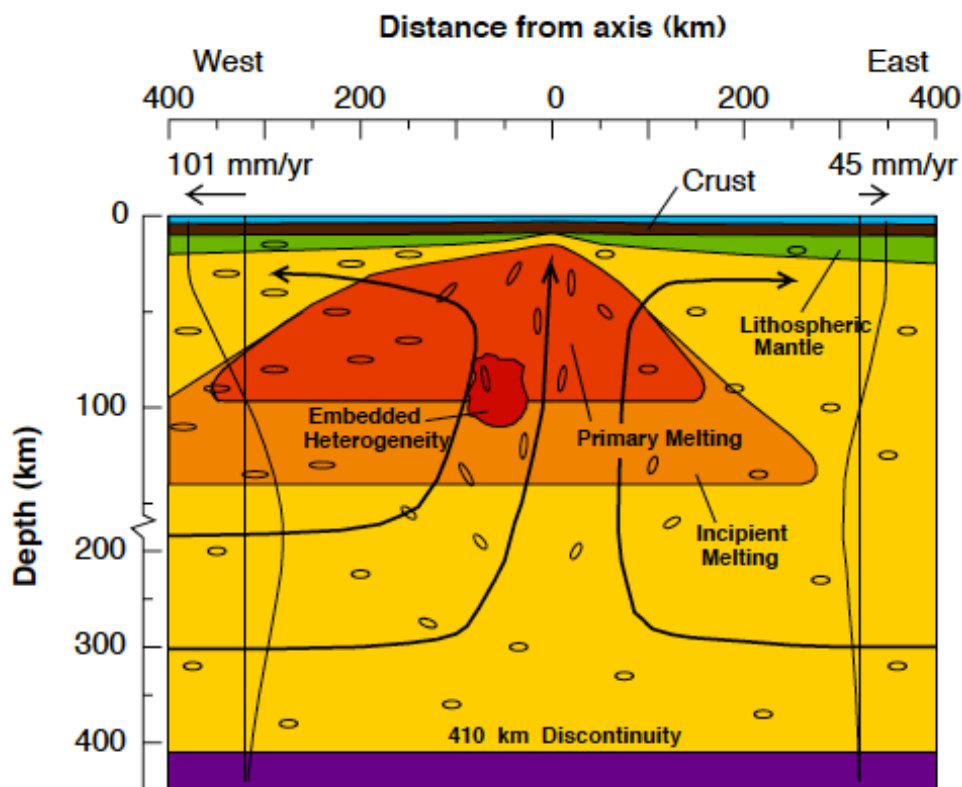 Distance from axis (km)
West
East
400
200
0
200
400
101 mm/yr
45 mm/yr
Crust
0
Lithospheric
Mantle
100
Embedded
Heterogeneity
Primary Melting
Depth (km)
Incipient
Melting
200
300
410 km Discontinuity
400